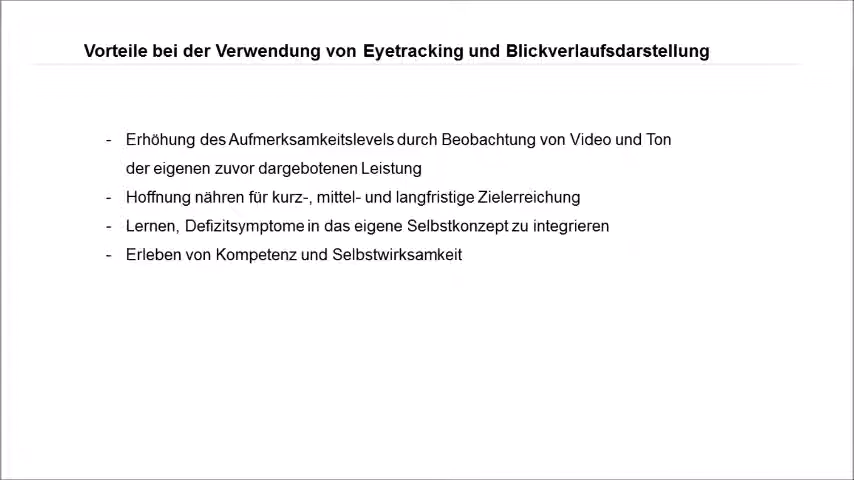 Vorteile bei der Verwendung von Eyetracking und Blickverlaufsdarstellung
- Erhöhung des Aufmerksamkeitslevels durch Beobachtung von Video und Ton
der eigenen zuvor dargebotenen Leistung
- Hoffnung nähren für kurz-, mittel- und langfristige Zielerreichung
- Lernen, Defizitsymptome in das eigene Selbstkonzept zu integrieren
- Erleben von Kompetenz und Selbstwirksamkeit